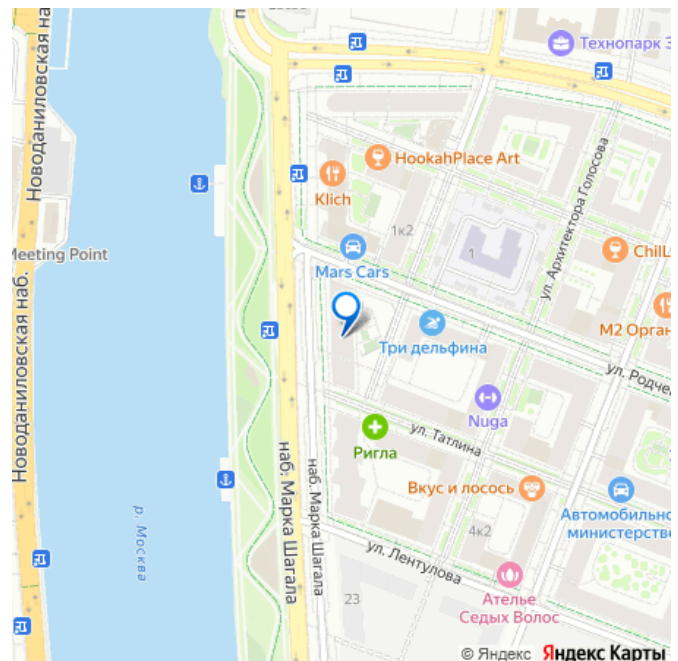 Технопарк З
HookahPlace Art
Klich
1к2
1
ул. Архитектора Голосова
ChilL
Новоданиловская на
Meeting Point
Mars Cars
Три дельфина
М2 Орган
ул. Родче
Nuga
Новоданиловская наб.
Ригла
ул. Татлина
Вкус и лосось
наб. Марка Шагала
наб. Марка Шагала
р. Москва
Автомобильно
министерстве
4к2
ул. Лентулова
Ателье
Седых Волос
23
© Яндекс Яндекс Карты